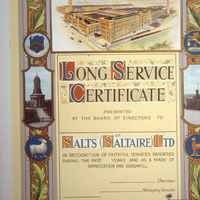 LONG SERVICE
CERTIFICATE
PRESENTED
BY THE BOARD OF DIRECTORS TO
SALTS (OF SALTAIRE) LTD
IN RECOGNITION OF FAITHFUL SERVICES RENDERED
DURING THE PAST YEARS AND AS A MARK OF
APPRECIATION AND GOODWILL.
Chairman.
Managing Director